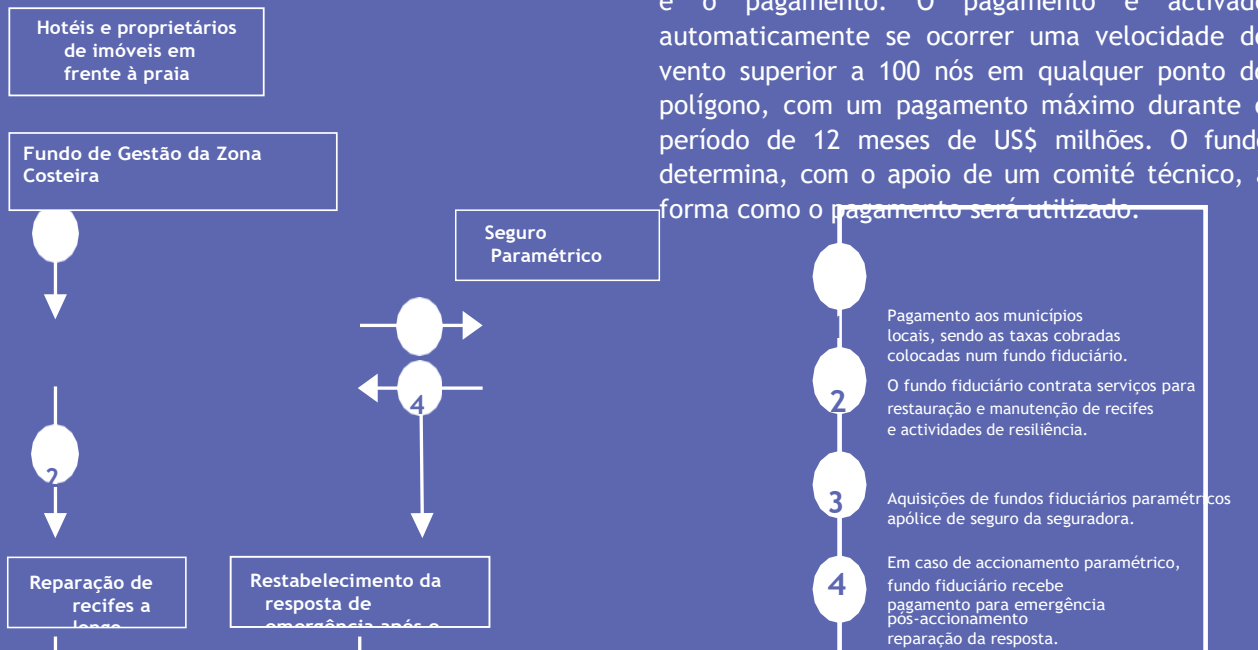 Hotéis e proprietários
de imóveis em
frente à praia
Fundo de Gestão da Zona
Costeira
Seguro
Paramétrico
4
2
Reparação de
recifes a
longo
Restabelecimento da
resposta de
emergência após o
e o pagamento. O pagamento é
automaticamente se ocorrer uma velocidade
vento superior a 100 nós em qualquer ponto
polígono, com um pagamento máximo durante
período de 12 meses de US$ milhões. O
determina, com o apoio de um comité técnico,
forma como o pagamento será utilizado.
Pagamento aos municípios
locais, sendo as taxas cobradas
colocadas num fundo fiduciário.
2
O fundo fiduciário contrata serviços para
restauração e manutenção de recifes
e actividades de resiliência.
3
Aquisições de fundos fiduciários paramétricos
apólice de seguro da seguradora.
4
Em caso de accionamento paramétrico,
fundo fiduciário recebe
pagamento para emergência
pós-accionamento
reparação da resposta.